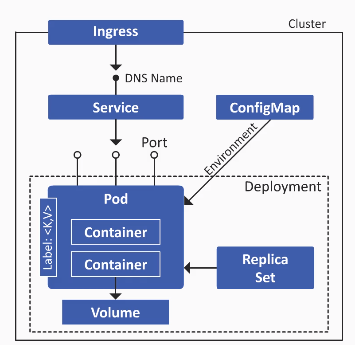 Cluster
Ingress
DNS Name
Service
ConfigMap
Port
Environment
Deployment
Pod
Label: <K,V>
Container
Container
Replica
Set
Volume